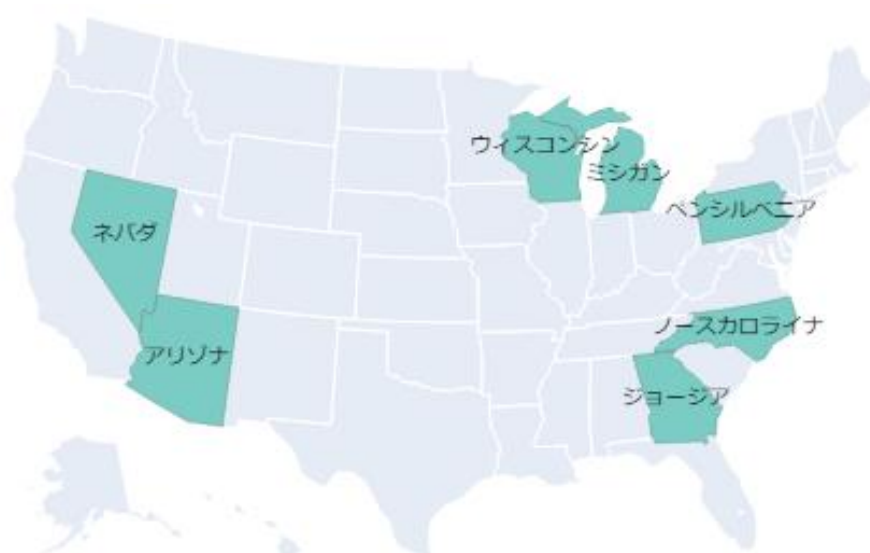 ウィスコンシン
ミシガン
ペンシルベニア
ネバダ
ノースカロライナ
アリゾナ
ジョージア